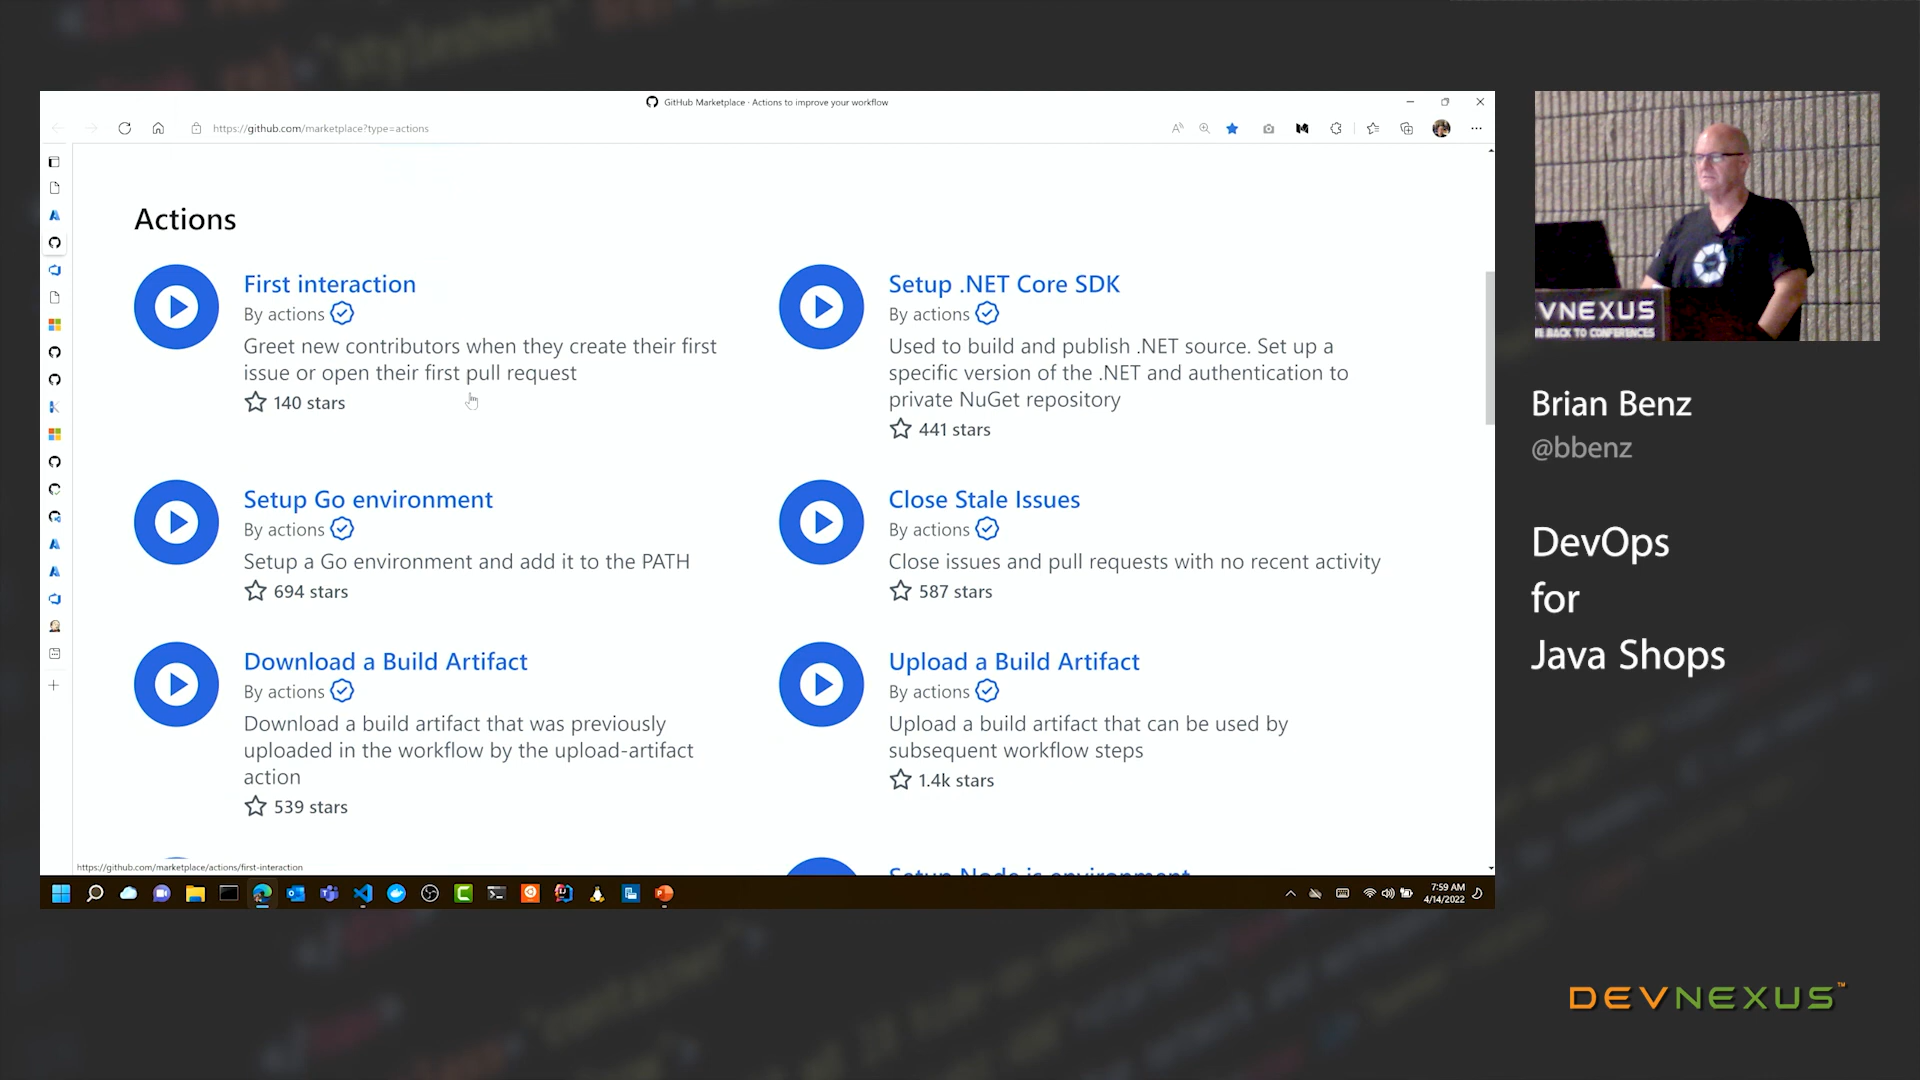 GitHub Marketplace · Actions to improve your workflow
https://github.com/marketplace?type=actions
Actions
First interaction
By actions
Greet new contributors when they create their first
issue or open their first pull request
140 stars
Setup .NET Core SDK
By actions
Used to build and publish .NET source. Set up a
specific version of the .NET and authentication to
private NuGet repository
441 stars
Setup Go environment
By actions
Setup a Go environment and add it to the PATH
694 stars
Close Stale Issues
By actions
Close issues and pull requests with no recent activity
587 stars
Download a Build Artifact
By actions
Download a build artifact that was previously
uploaded in the workflow by the upload-artifact
action
539 stars
Upload a Build Artifact
By actions
Upload a build artifact that can be used by
subsequent workflow steps
1.4k stars
Setup Node.js environment
https://github.com/marketplace/actions/first-interaction
7:59 AM
4/14/2022
VNEXUS
BACK TO CONFERENCES
Brian Benz
@bbenz
DevOps
for
Java Shops
DEVNEXUS™